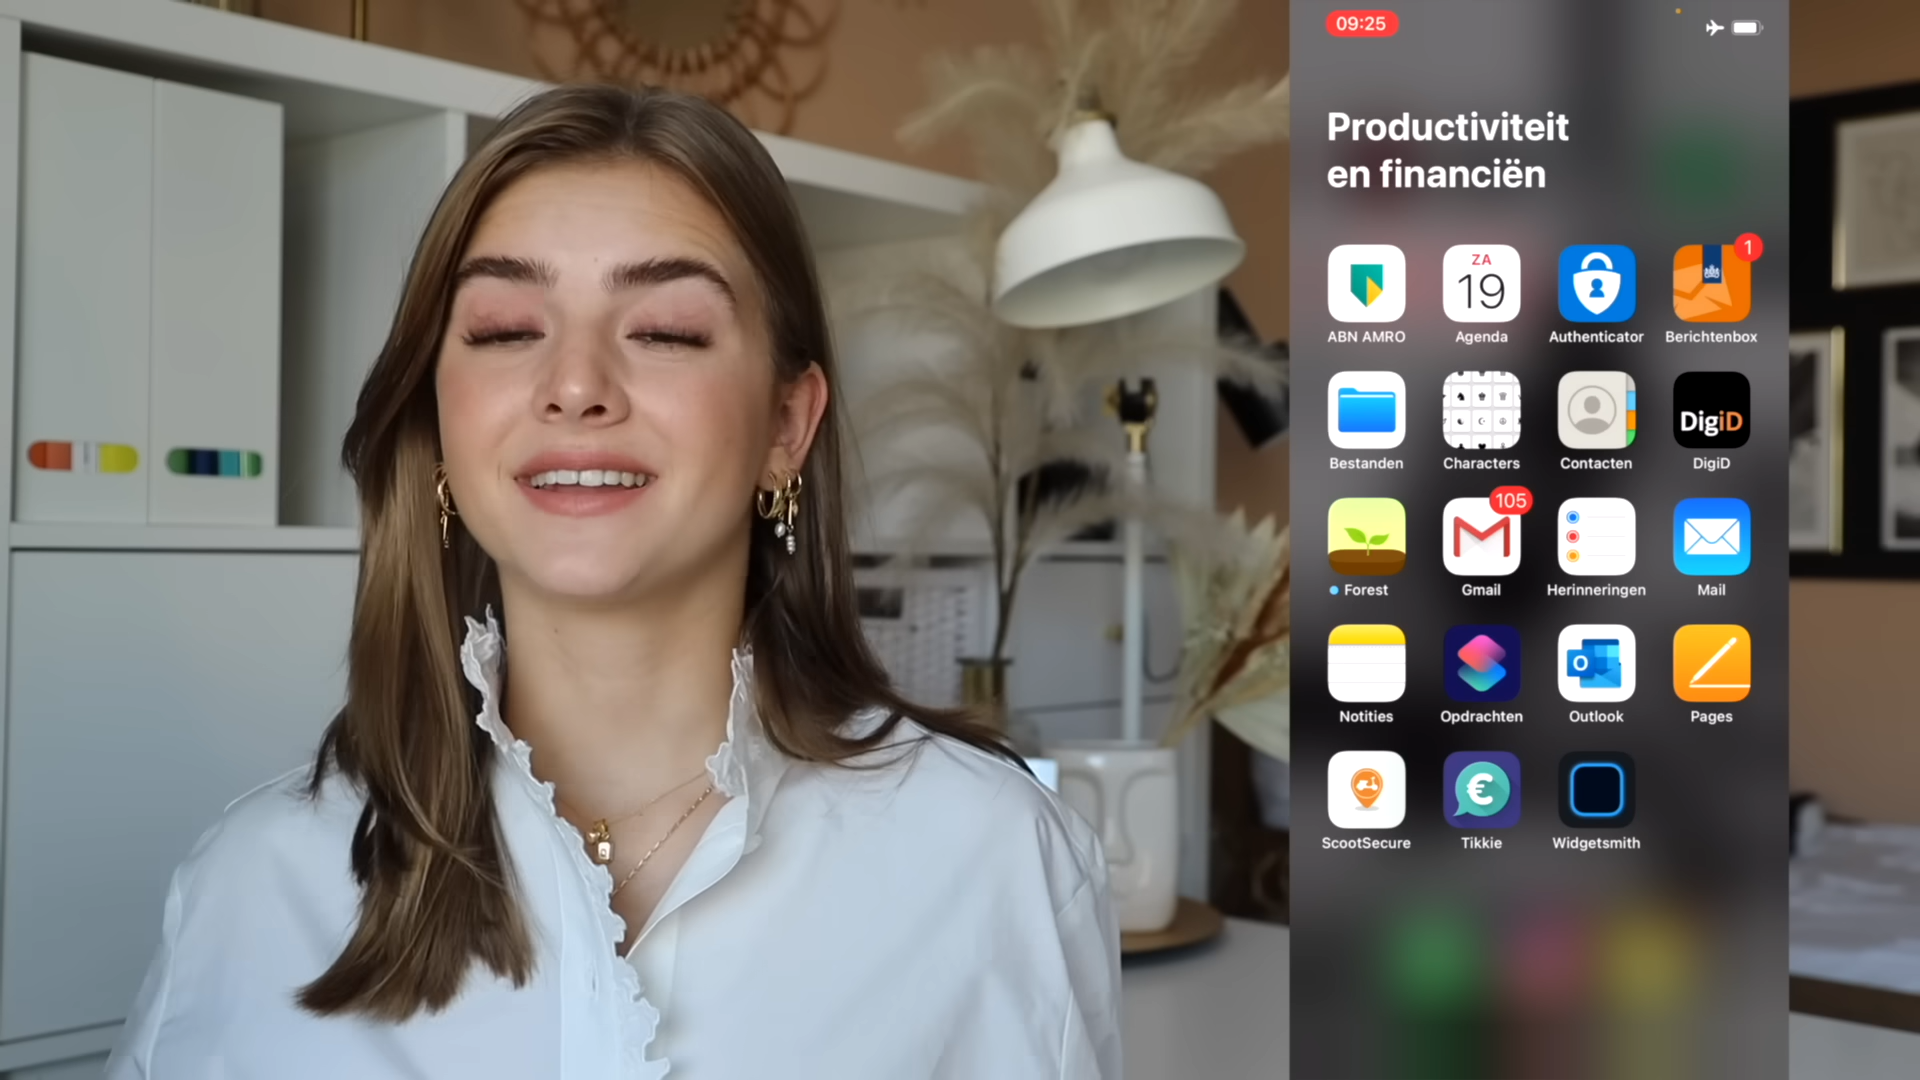 09:25
Productiviteit
en financiën
1
ZA
19
ABN AMRO
Agenda
Authenticator
Berichtenbox
DigiD
Bestanden
Characters
Contacten
DigiD
105
Forest
Gmail
Herinneringen
Mail
O
Notities
Opdrachten
Outlook
Pages
€
ScootSecure
Tikkie
Widgetsmith